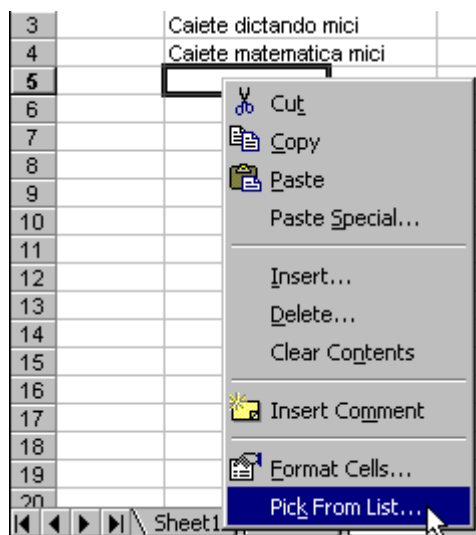 3 Caiete dictando mici
4 Caiete matematica mici
5
6
7
8
9
10
11
12
13
14
15
16
17
18
19
20
Cut
Copy
Paste
Paste Special...
Insert...
Delete...
Clear Contents
Insert Comment
Format Cells...
Pick From List...
Sheet1